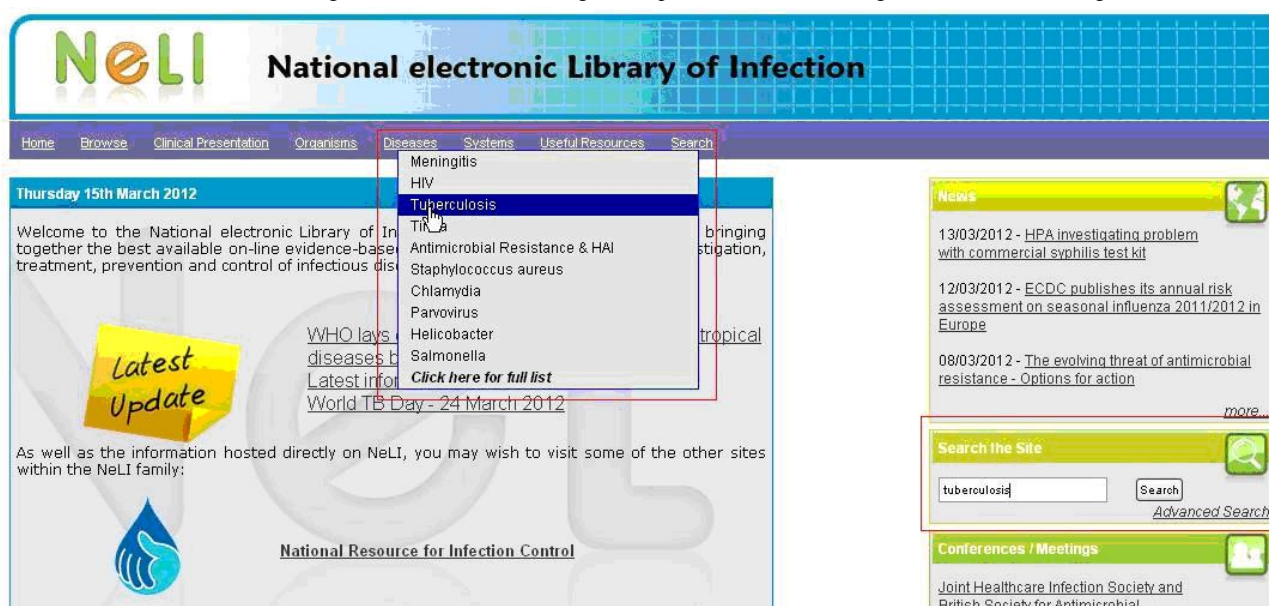 NeLI
National electronic Library of Infection
Home Browse Clinical Presentation Organisms Diseases Systems Useful Resources Search
Thursday 15th March 2012
Welcome to the National electronic Library of In bringing
together the best available on-line evidence-base stigation,
treatment, prevention and control of infectious dis
Meningitis
HIV
Tuberculosis
Antimicrobial Resistance & HAI
Staphylococcus aureus
Chlamydia
Parvovirus
Helicobacter
Salmonella
Click here for full list
Latest
Update
WHO lays tropical
diseases b
Latest infor
World TB Day - 24 March 2012
As well as the information hosted directly on NeLI, you may wish to visit some of the other sites
within the NeLI family:
National Resource for Infection Control
News
13/03/2012 - HPA investigating problem
with commercial syphilis test kit
12/03/2012 - ECDC publishes its annual risk
assessment on seasonal influenza 2011/2012 in
Europe
08/03/2012 - The evolving threat of antimicrobial
resistance - Options for action
more...
Search the Site
tuberculosis
Search
Advanced Search
Conferences / Meetings
Joint Healthcare Infection Society and
British Society for Antimicrobial